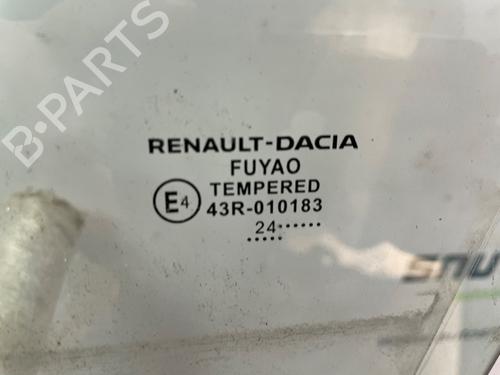 B·PARTS
RENAULT-DACIA
FUYAO
TEMPERED
E4 43R-010183
24······
·····